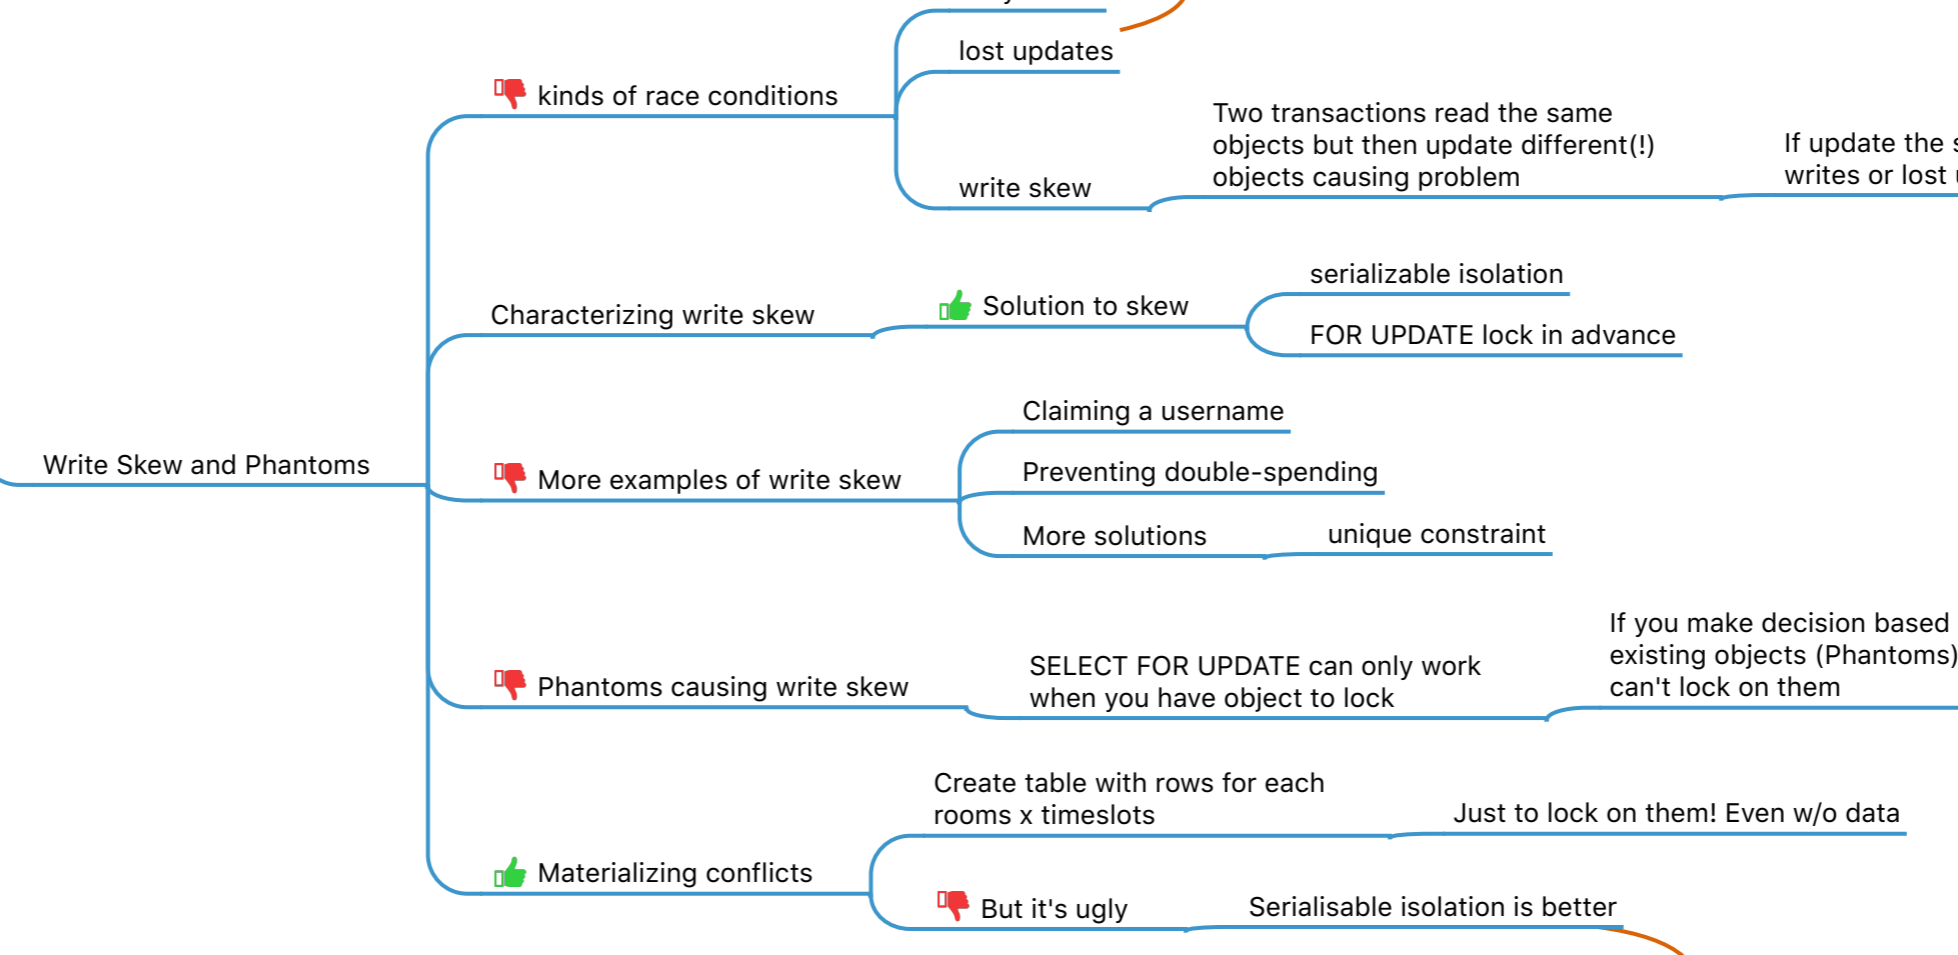 lost updates
kinds of race conditions
Two transactions read the same
objects but then update different(!)
objects causing problem
If update the
writes or lost
write skew
serializable isolation
Solution to skew
Characterizing write skew
FOR UPDATE lock in advance
Claiming a username
Write Skew and Phantoms
Preventing double-spending
More examples of write skew
More solutions
unique constraint
If you make decision based
existing objects (Phantoms)
can't lock on them
SELECT FOR UPDATE can only work
when you have object to lock
Phantoms causing write skew
Create table with rows for each
rooms x timeslots
Just to lock on them! Even w/o data
Materializing conflicts
But it's ugly
Serialisable isolation is better